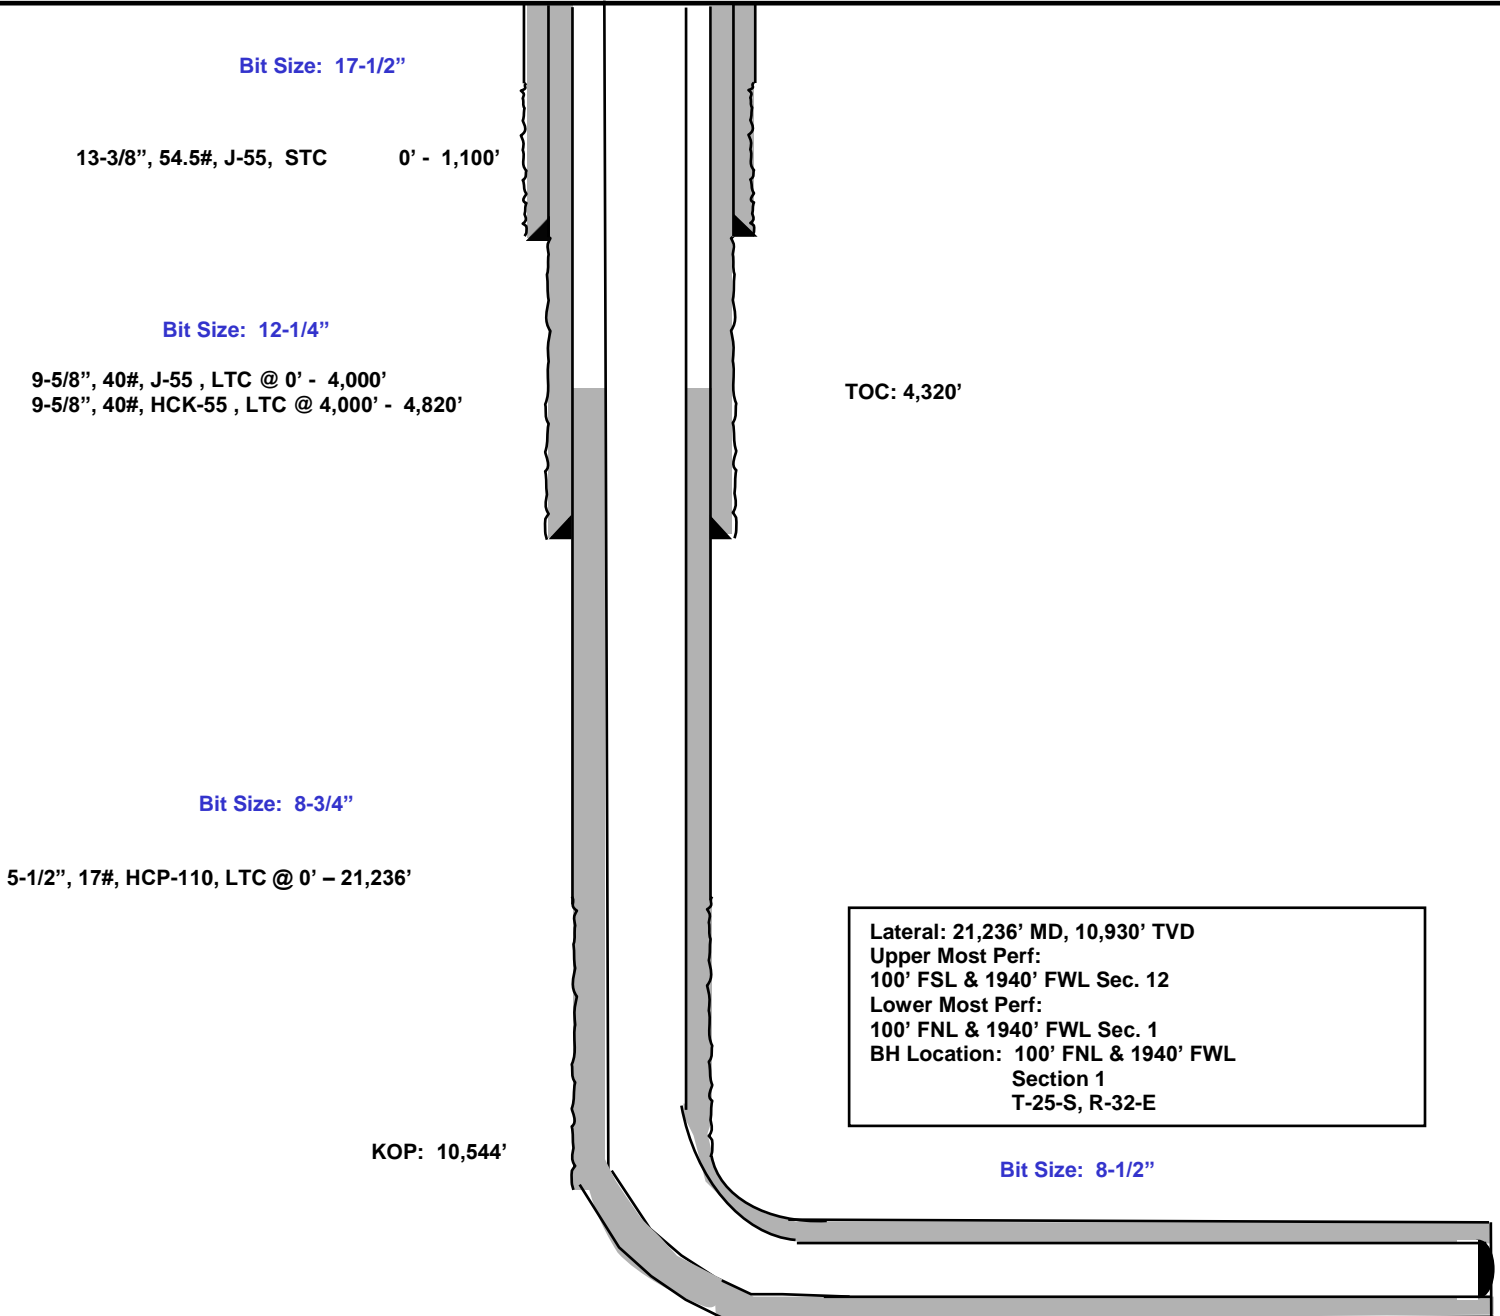 Bit Size: 17-1/2”
13-3/8”, 54.5#, J-55, STC 0’ - 1,100’
Bit Size: 12-1/4”
9-5/8”, 40#, J-55 , LTC @ 0’ - 4,000’
9-5/8”, 40#, HCK-55 , LTC @ 4,000’ - 4,820’
TOC: 4,320’
Bit Size: 8-3/4”
5-1/2”, 17#, HCP-110, LTC @ 0’ – 21,236’
Lateral: 21,236’ MD, 10,930’ TVD
Upper Most Perf:
100’ FSL & 1940’ FWL Sec. 12
Lower Most Perf:
100’ FNL & 1940’ FWL Sec. 1
BH Location: 100’ FNL & 1940’ FWL
Section 1
T-25-S, R-32-E
KOP: 10,544’
Bit Size: 8-1/2”